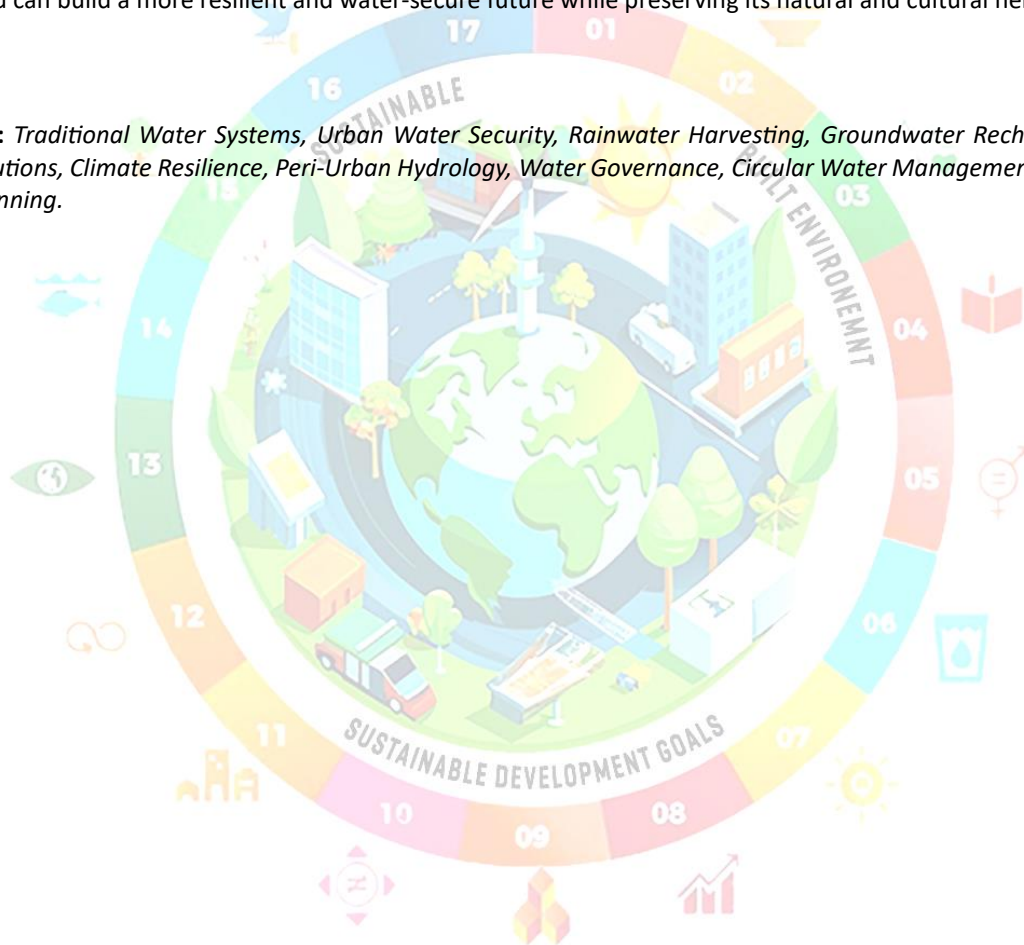 d can build a more resilient and water-secure future while preserving its natural and cultural
: Traditional Water Systems, Urban Water Security, Rainwater Harvesting, Groundwater Rech
utions, Climate Resilience, Peri-Urban Hydrology, Water Governance, Circular Water Managemen
nning.
17
01
16
02
SUSTAINABLE
BUILT ENVIRONEMNT
15
03
14
04
13
05
12
06
11
07
SUSTAINABLE DEVELOPMENT GOALS
10
08
09